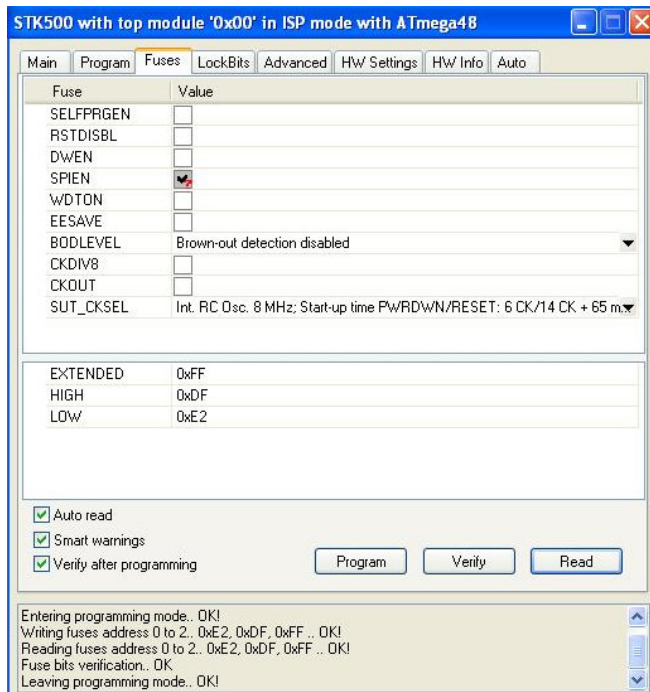 STK500 with top module '0x00' in ISP mode with ATmega48
Main Program Fuses LockBits Advanced HW Settings HW Info Auto
Fuse Value
SELFPRGEN
RSTDISBL
DWEN
SPIEN
WDTON
EESAVE
BODLEVEL Brown-out detection disabled
CKDIV8
CKOUT
SUT_CKSEL Int. RC Osc. 8 MHz; Start-up time PWRDWN/RESET: 6 CK/14 CK + 65 m
EXTENDED 0xFF
HIGH 0xDF
LOW 0xE2
Auto read
Smart warnings
Verify after programming
Program Verify Read
Entering programming mode.. OK!
Writing fuses address 0 to 2.. 0xE2, 0xDF, 0xFF .. OK!
Reading fuses address 0 to 2.. 0xE2, 0xDF, 0xFF .. OK!
Fuse bits verification.. OK
Leaving programming mode.. OK!